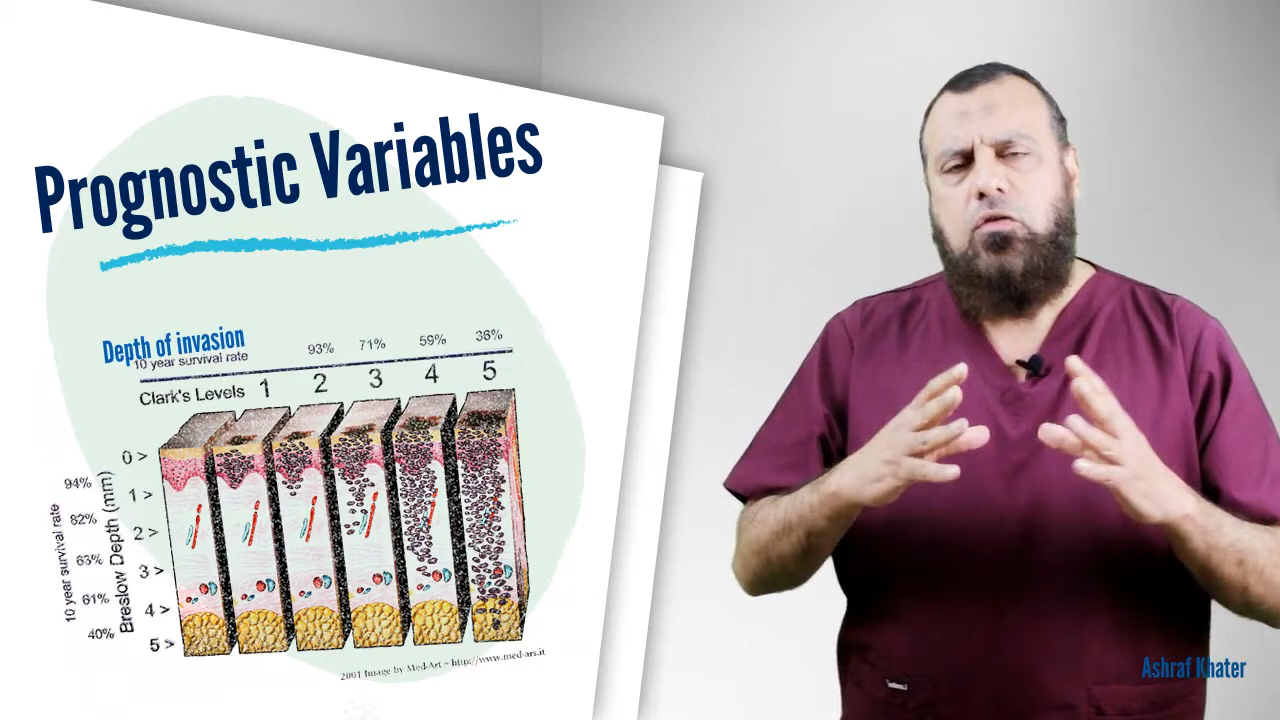 Prognostic Variables
Depth of invasion
10 year survival rate 93% 71% 59% 36%
Clark's Levels 1 2 3 4 5
0 >
1 >
2 >
3 >
4 >
5 >
Breslow Depth (mm)
94%
82%
63%
61%
40%
10 year survival rate
2001 Image by Med-Art - http://www.med-ars.it
Ashraf Khater